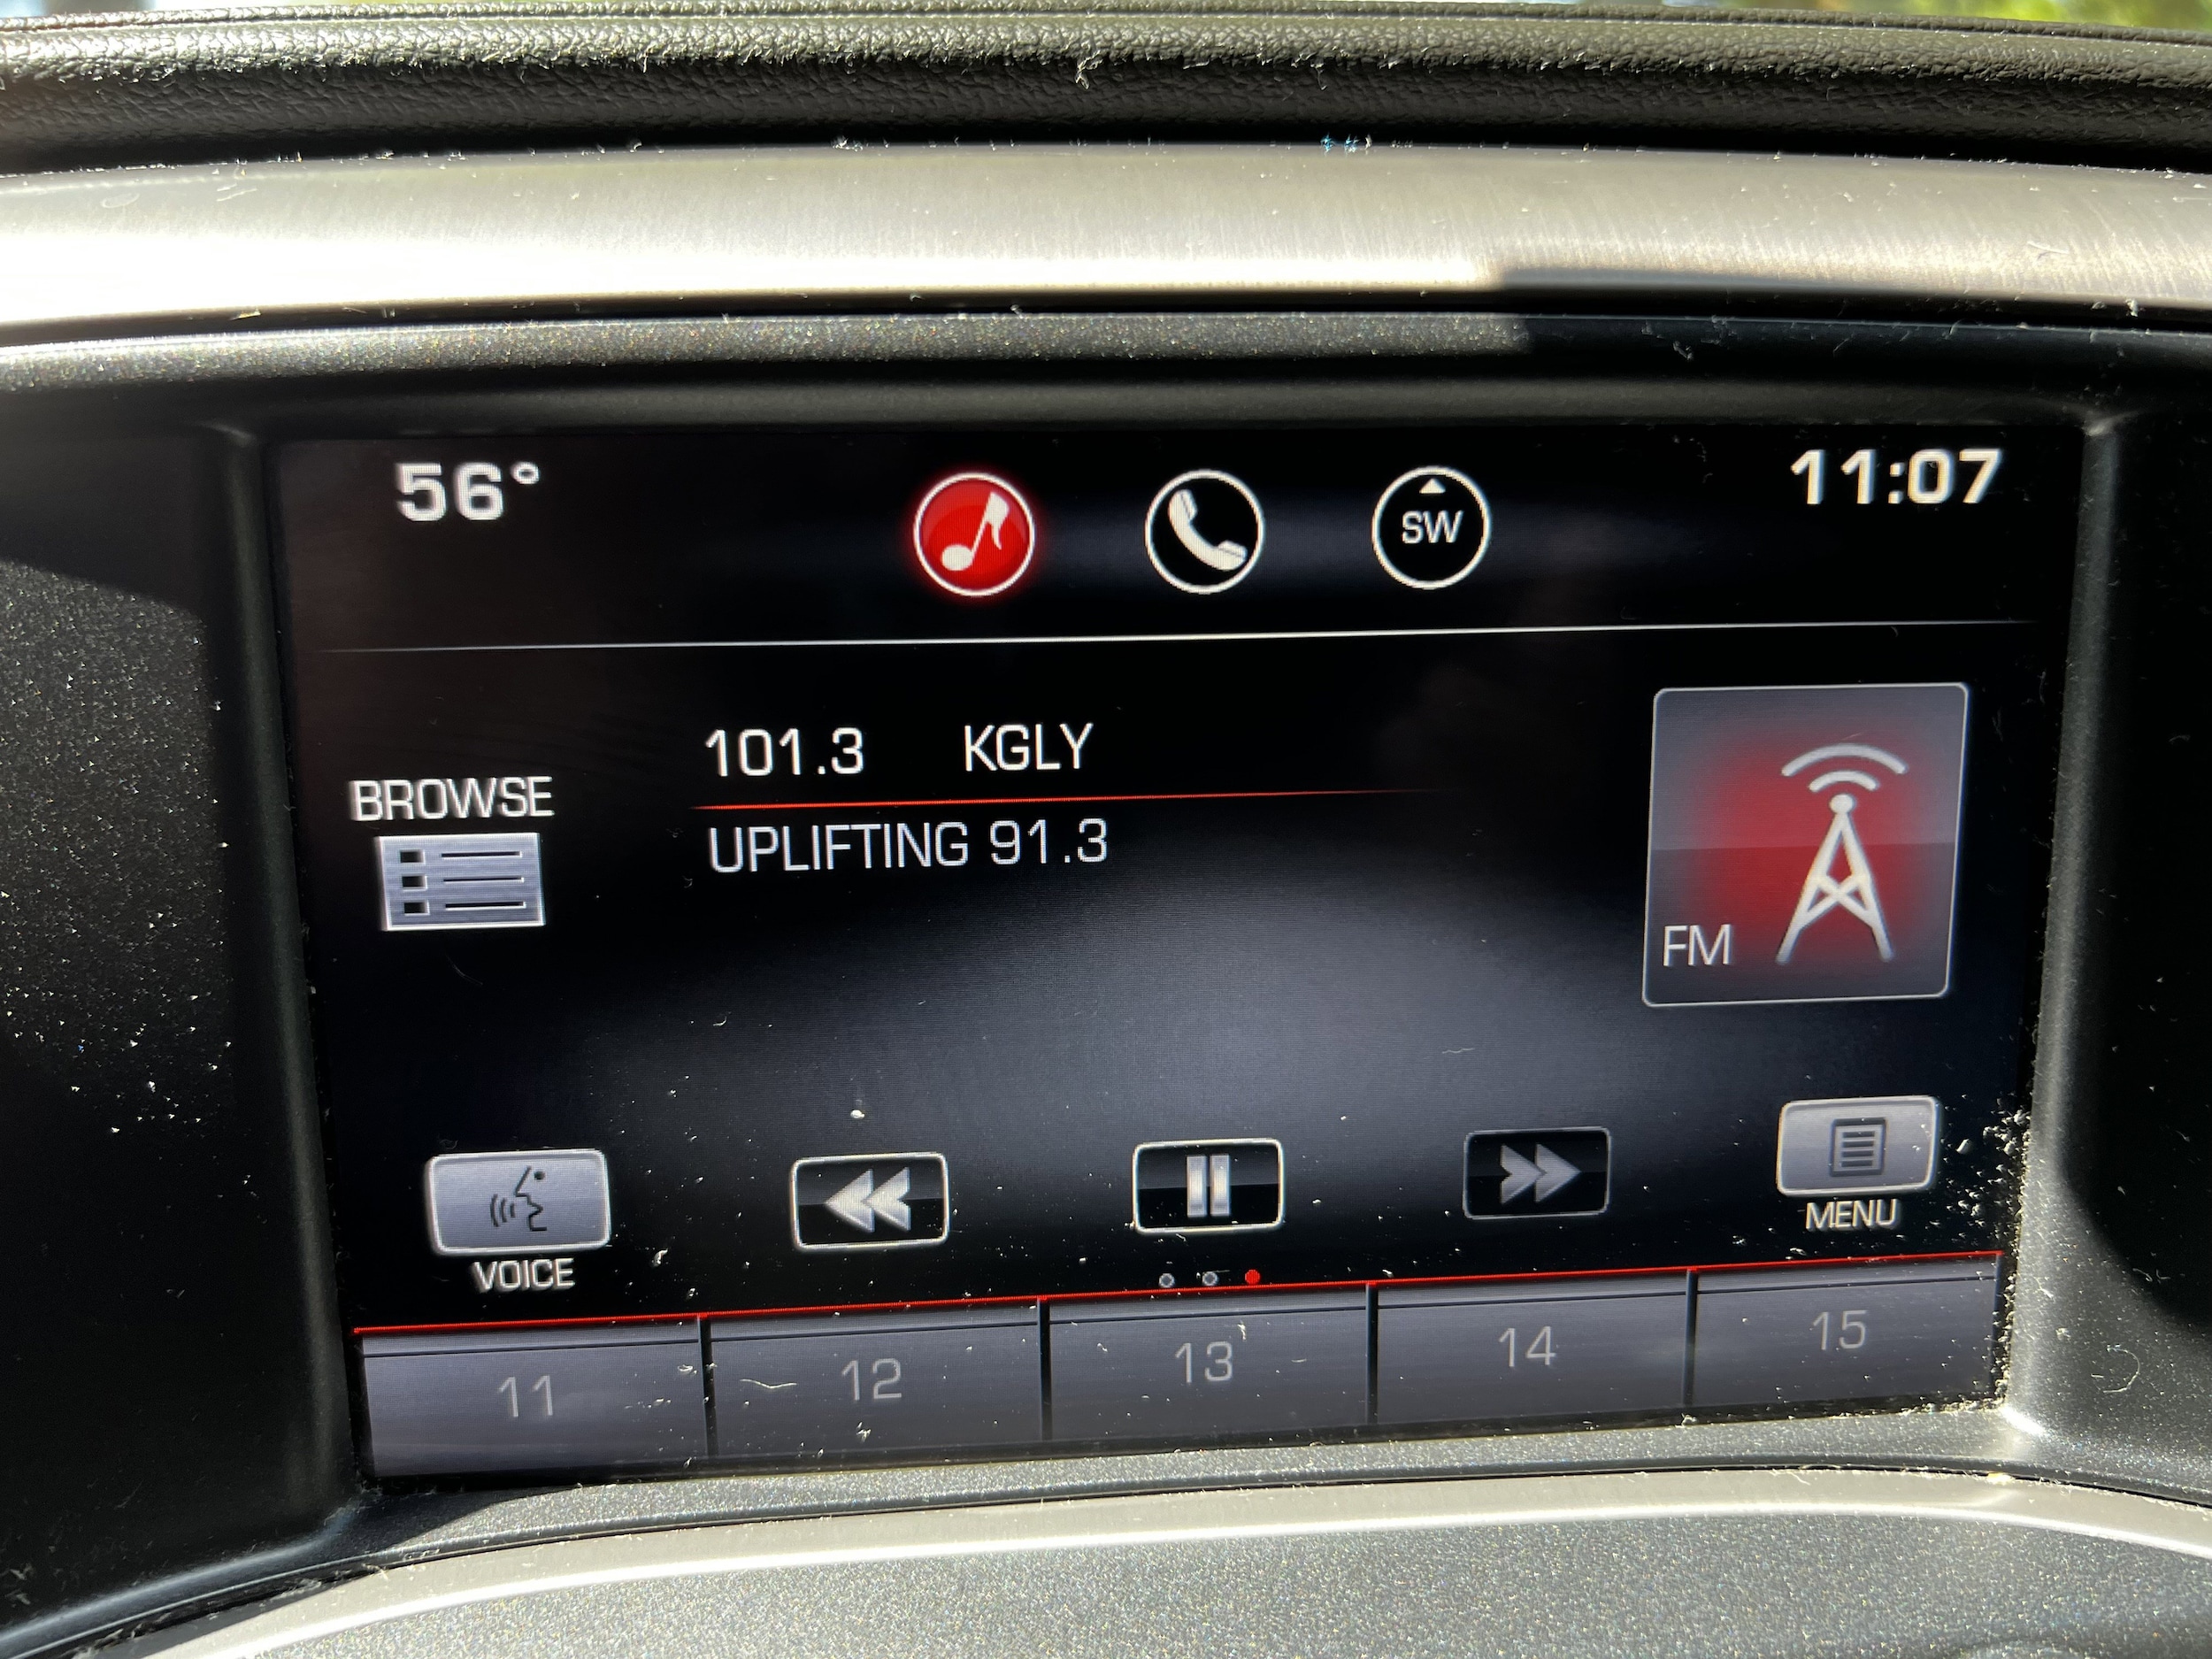 56° SW 11:07
101.3 KGLY
BROWSE
UPLIFTING 91.3
FM
VOICE
MENU
11 12 13 14 15